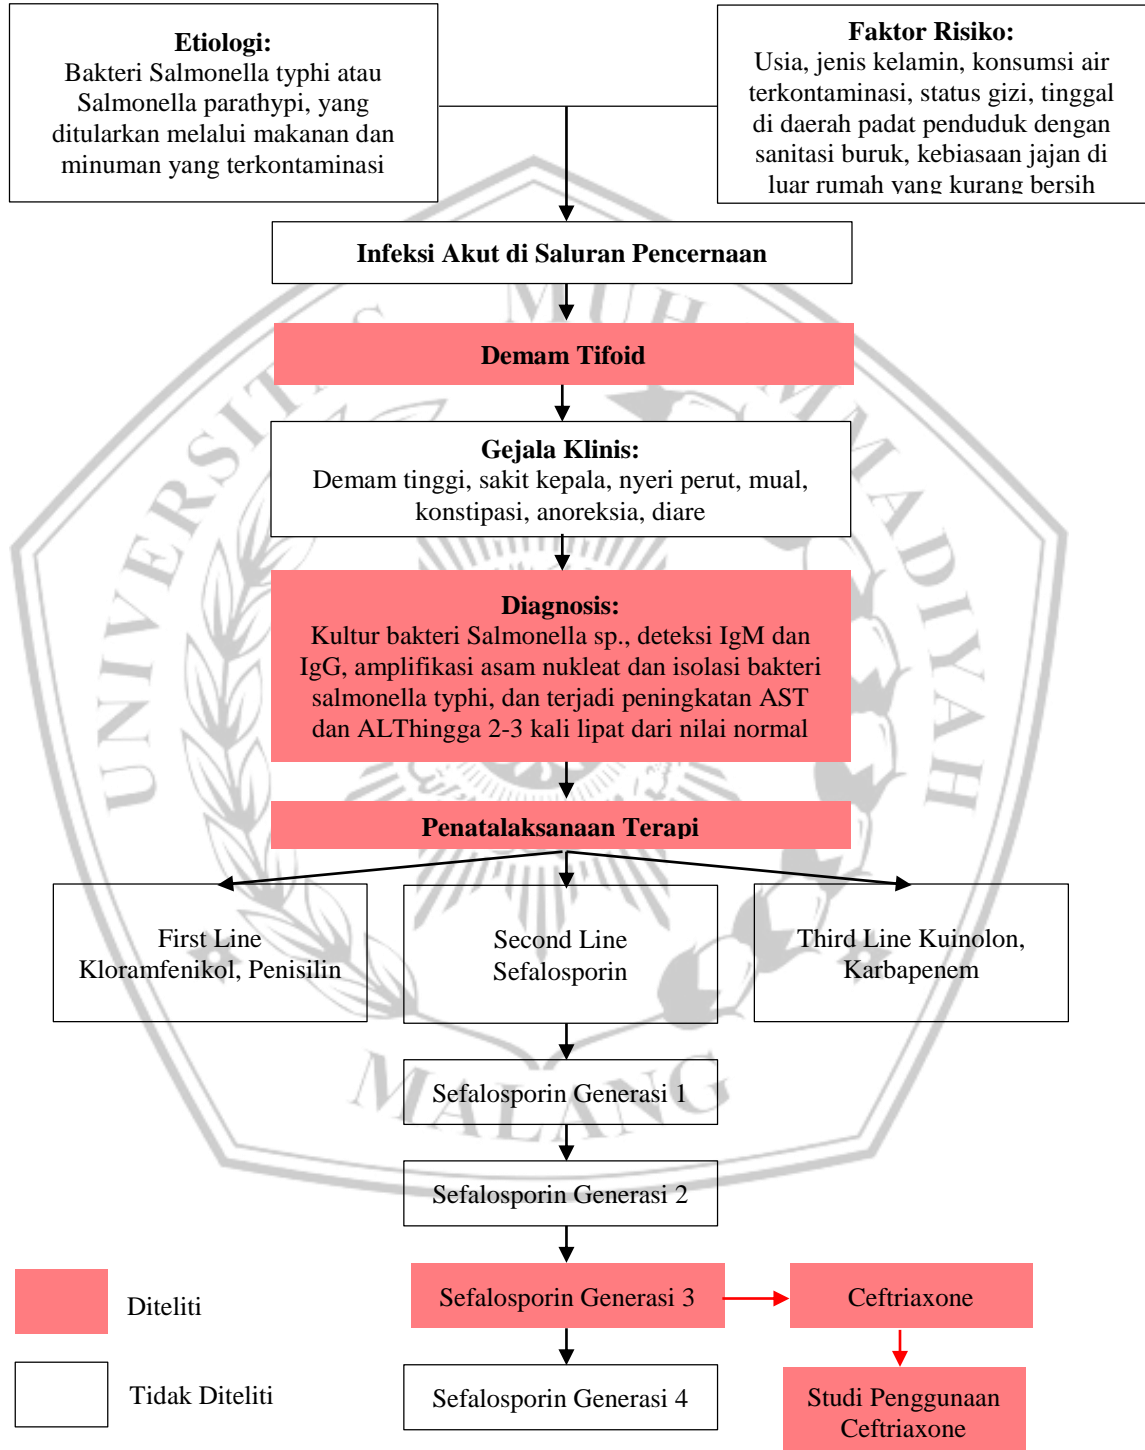 Etiologi:
Bakteri Salmonella typhi atau
Salmonella parathypi, yang
ditularkan melalui makanan dan
minuman yang terkontaminasi
Faktor Risiko:
Usia, jenis kelamin, konsumsi air
terkontaminasi, status gizi, tinggal
di daerah padat penduduk dengan
sanitasi buruk, kebiasaan jajan di
luar rumah yang kurang bersih
Infeksi Akut di Saluran Pencernaan
Demam Tifoid
Gejala Klinis:
Demam tinggi, sakit kepala, nyeri perut, mual,
konstipasi, anoreksia, diare
Diagnosis:
Kultur bakteri Salmonella sp., deteksi IgM dan
IgG, amplifikasi asam nukleat dan isolasi bakteri
salmonella typhi, dan terjadi peningkatan AST
dan ALThingga 2-3 kali lipat dari nilai normal
Penatalaksanaan Terapi
First Line
Kloramfenikol, Penisilin
Second Line
Sefalosporin
Third Line Kuinolon,
Karbapenem
Sefalosporin Generasi 1
Sefalosporin Generasi 2
Sefalosporin Generasi 3
Ceftriaxone
Sefalosporin Generasi 4
Studi Penggunaan
Ceftriaxone
Diteliti
Tidak Diteliti
UNIVERSITAS MUHAMMADIYAH
MALANG